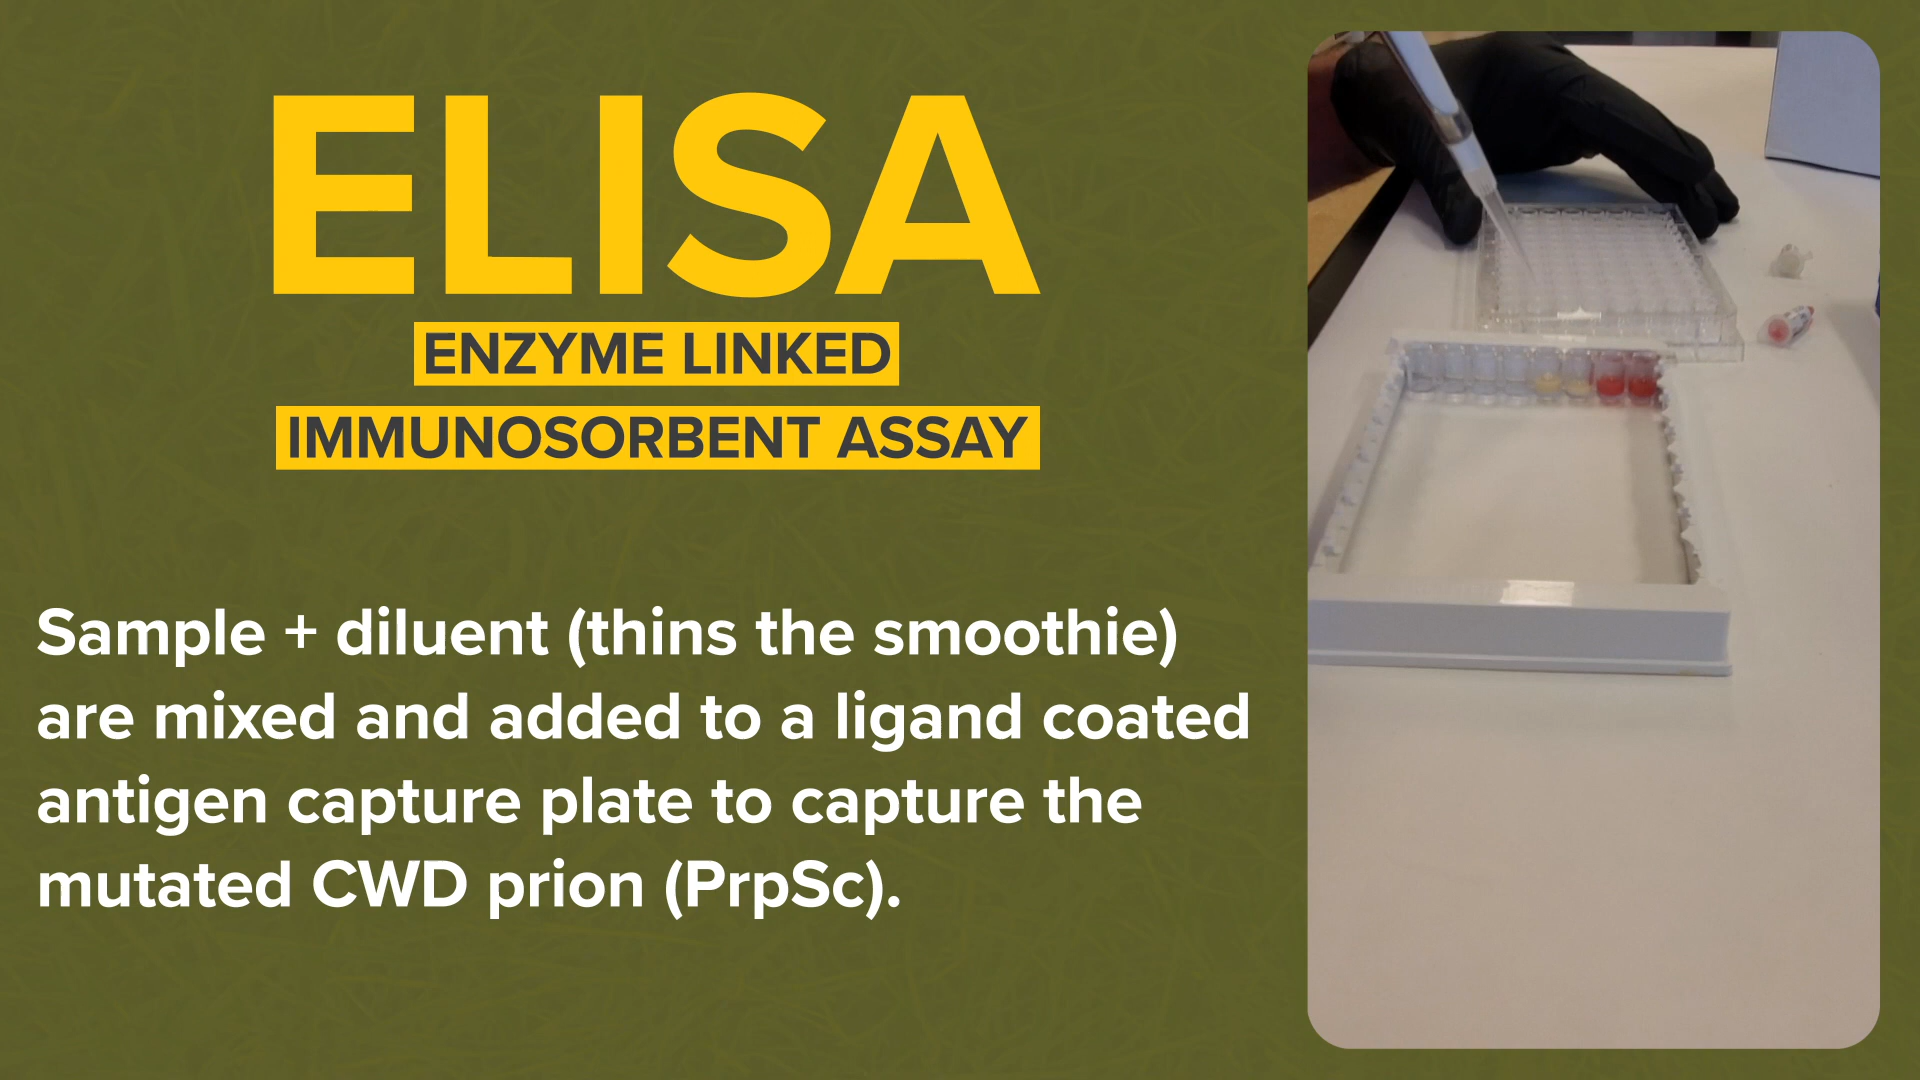 ELISA
ENZYME LINKED
IMMUNOSORBENT ASSAY
Sample + diluent (thins the smoothie)
are mixed and added to a ligand coated
antigen capture plate to capture the
mutated CWD prion (PrpSc).